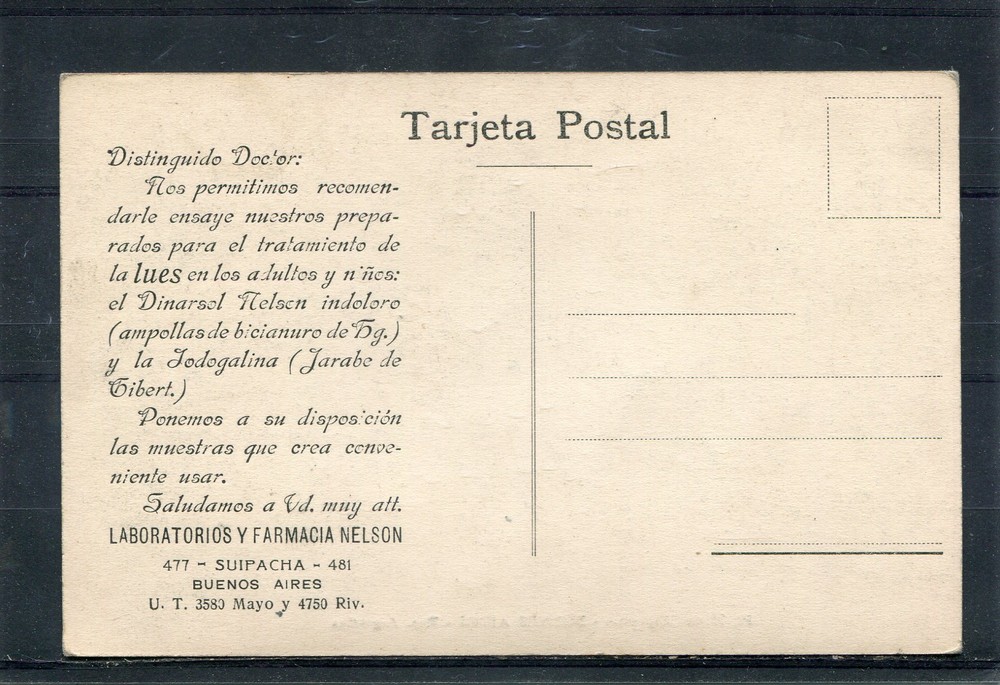 Tarjeta Postal
Distinguido Doctor:
Nos permitimos recomen-
darle ensaye nuestros prepa-
rados para el tratamiento de
la lues en los adultos y niños:
el Dinarsol Nelson indoloro
(ampollas de bicianuro de Hg.)
y la Iodogalina (Jarabe de
Gibert.)
Ponemos a su disposición
las muestras que crea conve-
niente usar.
Saludamos a Vd. muy att.
LABORATORIOS Y FARMACIA NELSON
477 - SUIPACHA - 481
BUENOS AIRES
U. T. 3580 Mayo y 4750 Riv.